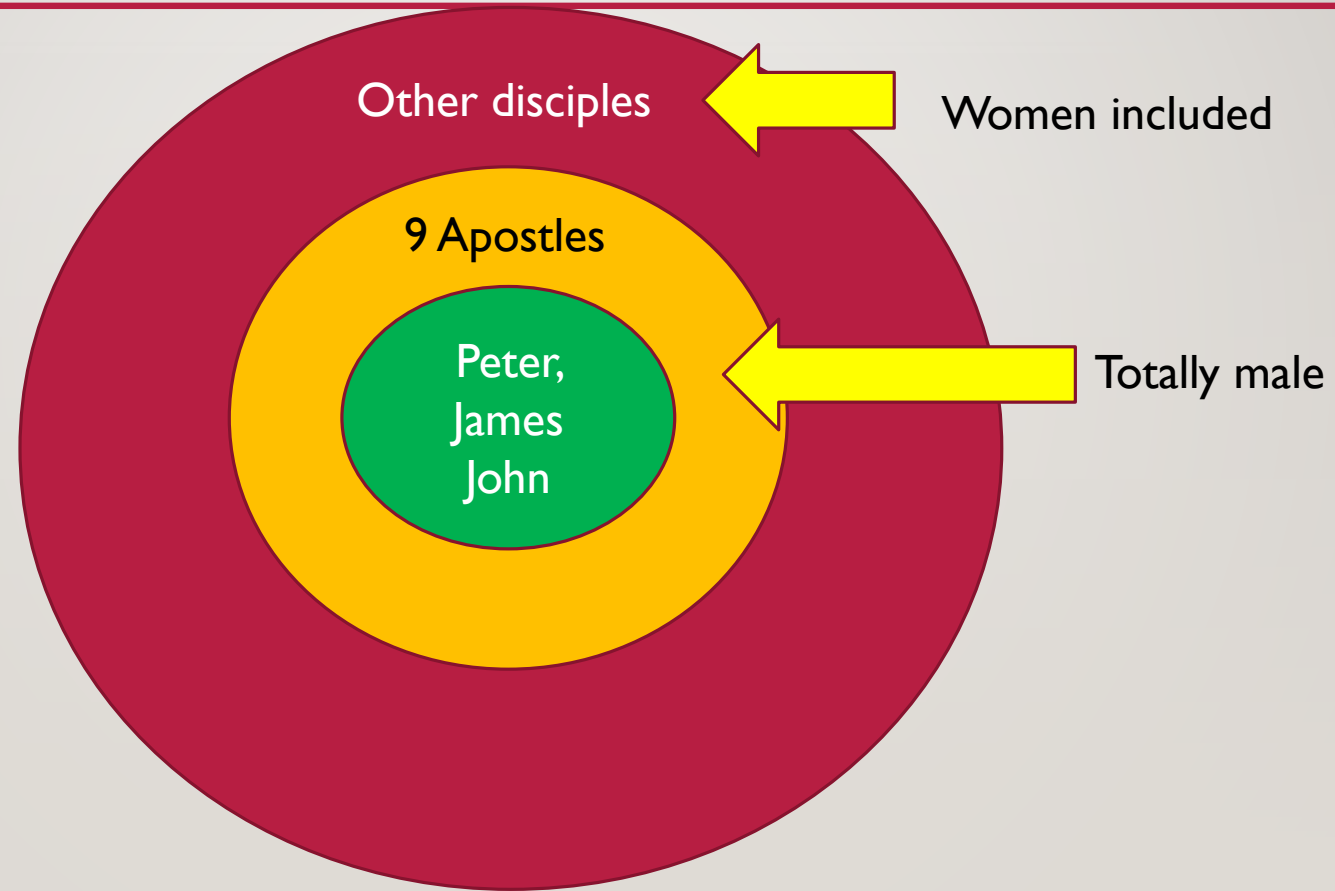 Other disciples
Women included
9 Apostles
Peter,
James
John
Totally male